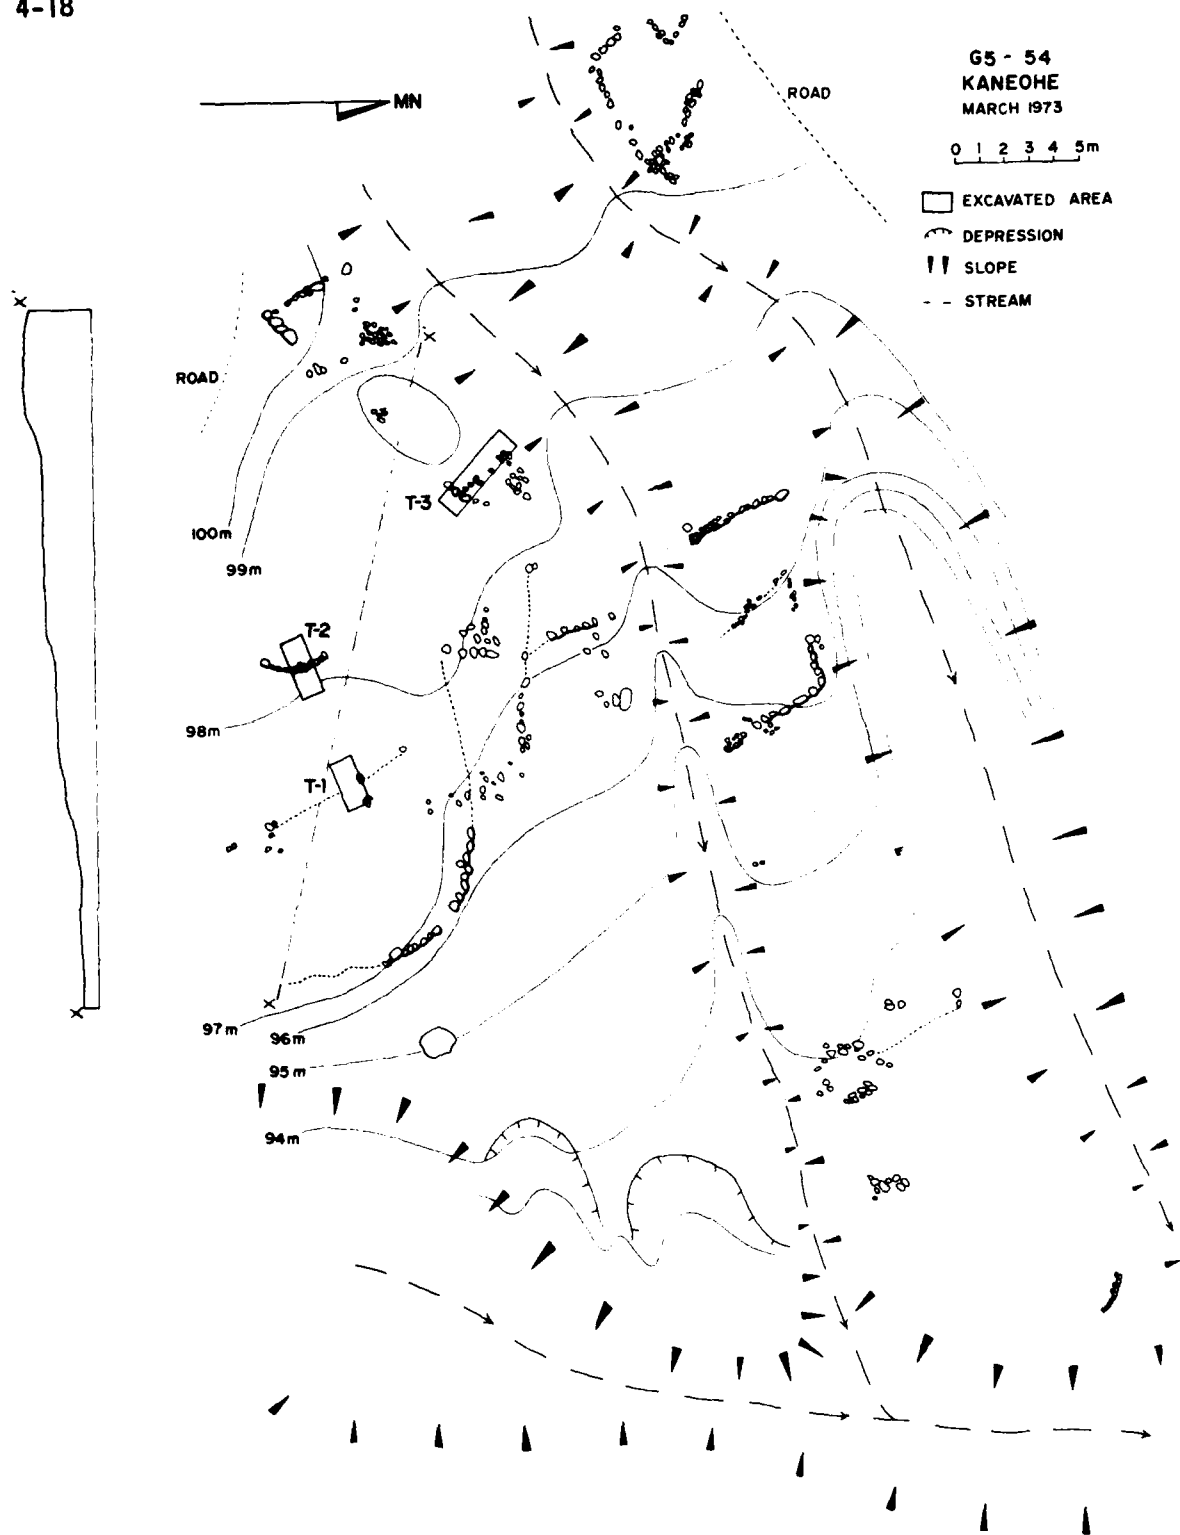 4-18
G5 - 54
KANEOHE
MARCH 1973
0 1 2 3 4 5m
EXCAVATED AREA
DEPRESSION
SLOPE
STREAM
MN
ROAD
ROAD
T-3
100m
99m
T-2
98m
T-1
97m
96m
95m
94m